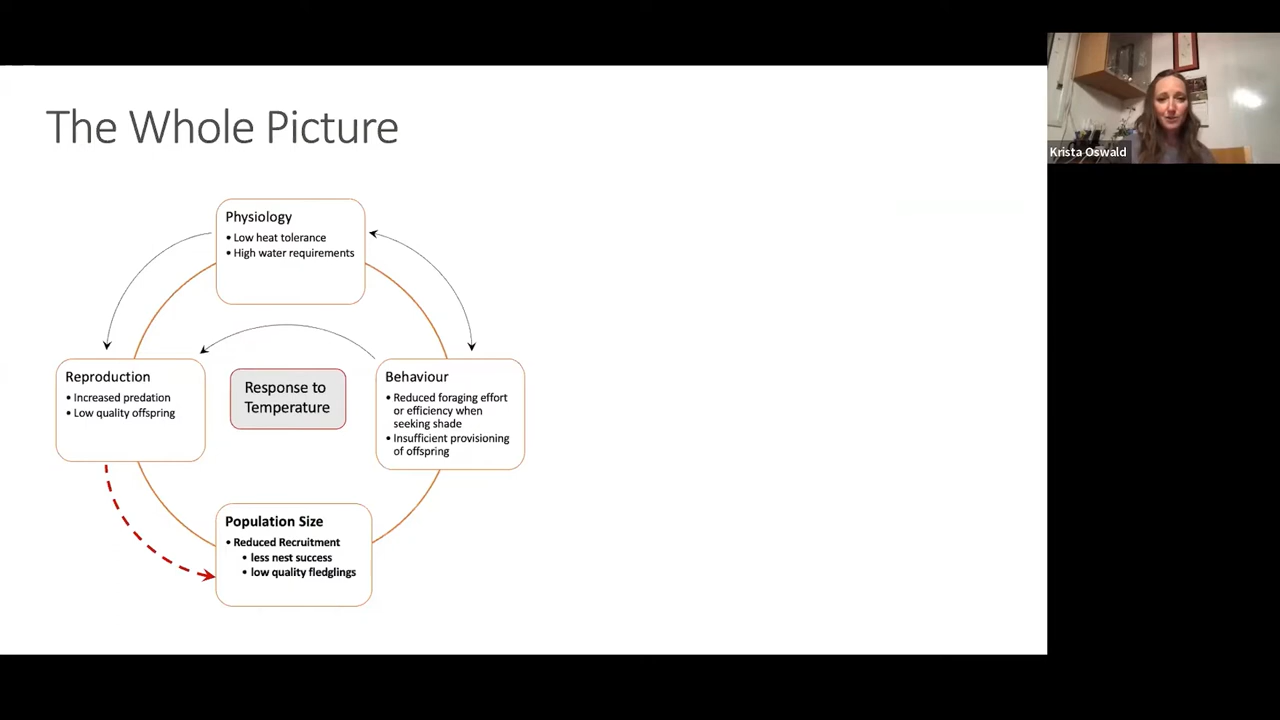 The Whole Picture
Krista Oswald
Physiology
• Low heat tolerance
• High water requirements
Reproduction
• Increased predation
• Low quality offspring
Response to
Temperature
Behaviour
• Reduced foraging effort
or efficiency when
seeking shade
• Insufficient provisioning
of offspring
Population Size
• Reduced Recruitment
• less nest success
• low quality fledglings